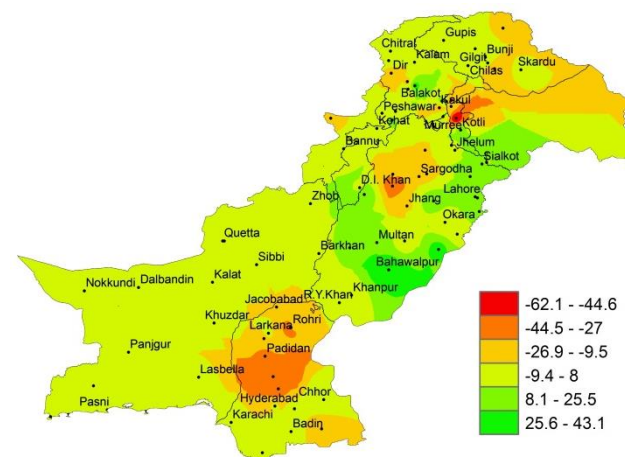 Gupis
Chitral
Kalam
Gilgit
Bunji
Dir
Chilas
Skardu
Balakot
Kakul
Peshawar
Kohat
Murree
Kotli
Bannu
Jhelum
Sialkot
D.I. Khan
Sargodha
Zhob
Lahore
Jhang
Okara
Quetta
Multan
Barkhan
Sibbi
Bahawalpur
Nokkundi
Dalbandin
Kalat
R.Y.Khan
Khanpur
Jacobabad
Khuzdar
Larkana
Rohri
Panjgur
Padidan
Lasbella
Pasni
Hyderabad
Chhor
Karachi
Badin
-62.1 - -44.6
-44.5 - -27
-26.9 - -9.5
-9.4 - 8
8.1 - 25.5
25.6 - 43.1